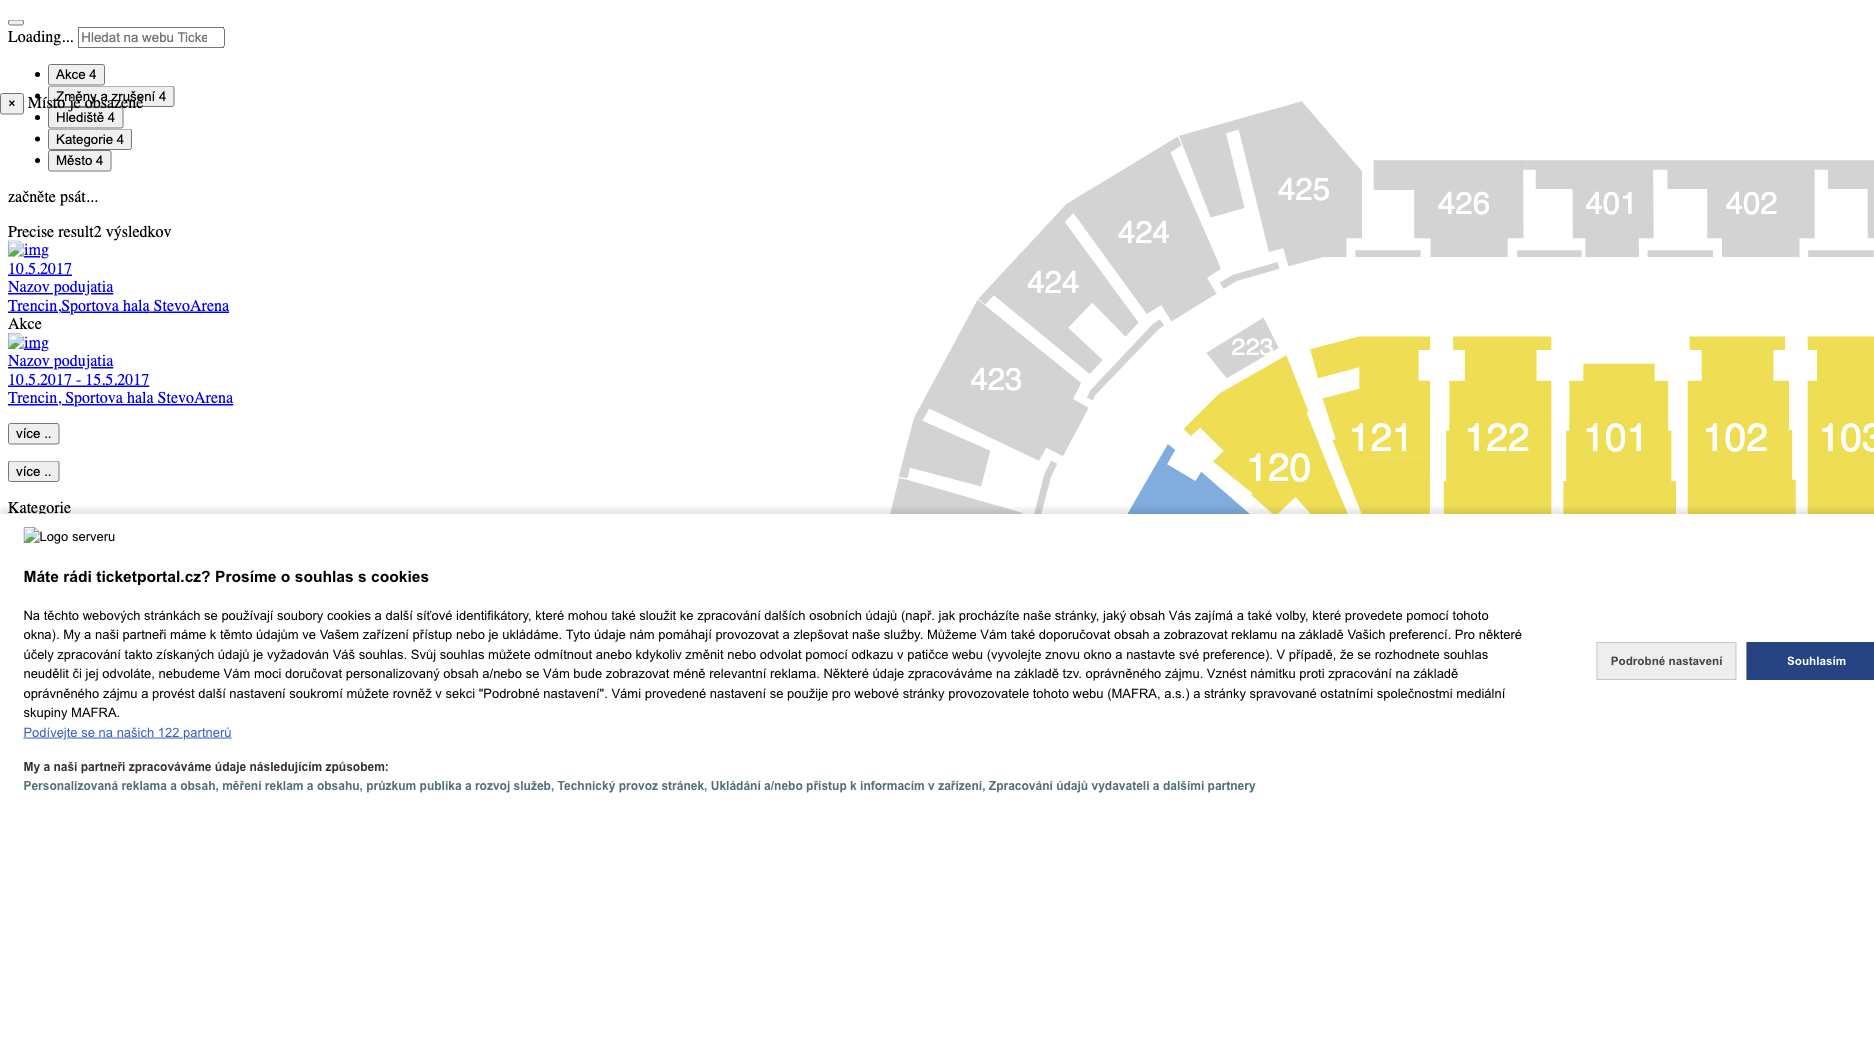 Loading...
Hledat na webu Ticke
Akce 4
Změny a zrušení 4
× Místo je obsazené
Hlediště 4
Kategorie 4
Město 4
začněte psát...
Precise result2 výsledkov
img
10.5.2017
Nazov podujatia
Trencin,Sportova hala StevoArena
Akce
img
Nazov podujatia
10.5.2017 - 15.5.2017
Trencin, Sportova hala StevoArena
více ..
více ..
Kategorie
425
426
401
402
424
424
423
223
121
122
101
102
103
120
Logo serveru
Máte rádi ticketportal.cz? Prosíme o souhlas s cookies
Na těchto webových stránkách se používají soubory cookies a další síťové identifikátory, které mohou také sloužit ke zpracování dalších osobních údajů (např. jak procházíte naše stránky, jaký obsah Vás zajímá a také volby, které provedete pomocí tohoto
okna). My a naši partneři máme k těmto údajům ve Vašem zařízení přístup nebo je ukládáme. Tyto údaje nám pomáhají provozovat a zlepšovat naše služby. Můžeme Vám také doporučovat obsah a zobrazovat reklamu na základě Vašich preferencí. Pro některé
účely zpracování takto získaných údajů je vyžadován Váš souhlas. Svůj souhlas můžete odmítnout anebo kdykoliv změnit nebo odvolat pomocí odkazu v patičce webu (vyvolejte znovu okno a nastavte své preference). V případě, že se rozhodnete souhlas
neudělit či jej odvoláte, nebudeme Vám moci doručovat personalizovaný obsah a/nebo se Vám bude zobrazovat méně relevantní reklama. Některé údaje zpracováváme na základě tzv. oprávněného zájmu. Vznést námitku proti zpracování na základě
oprávněného zájmu a provést další nastavení soukromí můžete rovněž v sekci "Podrobné nastavení". Vámi provedené nastavení se použije pro webové stránky provozovatele tohoto webu (MAFRA, a.s.) a stránky spravované ostatními společnostmi mediální
skupiny MAFRA.
Podívejte se na našich 122 partnerů
Podrobné nastavení
Souhlasím
My a naši partneři zpracováváme údaje následujícím způsobem:
Personalizovaná reklama a obsah, měření reklam a obsahu, průzkum publika a rozvoj služeb, Technický provoz stránek, Ukládání a/nebo přístup k informacím v zařízení, Zpracování údajů vydavateli a dalšími partnery